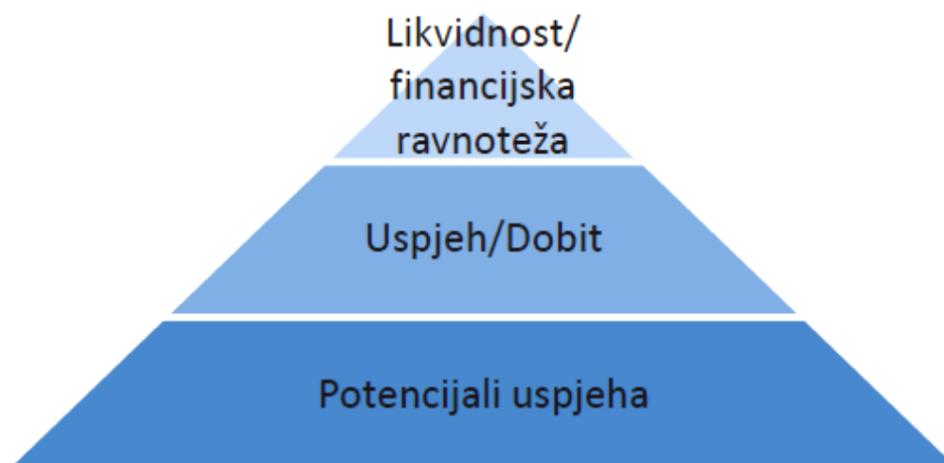 Likvidnost/
financijska
ravnoteža
Uspjeh/Dobit
Potencijali uspjeha